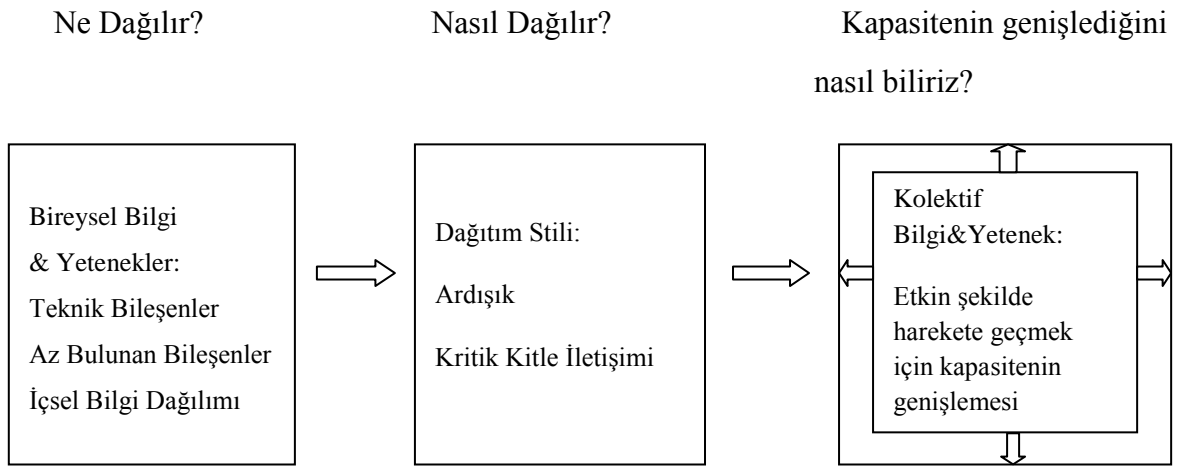 Ne Dağılır?
Nasıl Dağılır?
Kapasitenin genişlediğini
nasıl biliriz?
Bireysel Bilgi
& Yetenekler:
Teknik Bileşenler
Az Bulunan Bileşenler
İçsel Bilgi Dağılımı
Dağıtım Stili:
Ardışık
Kritik Kitle İletişimi
Kolektif
Bilgi&Yetenek:
Etkin şekilde
harekete geçmek
için kapasitenin
genişlemesi